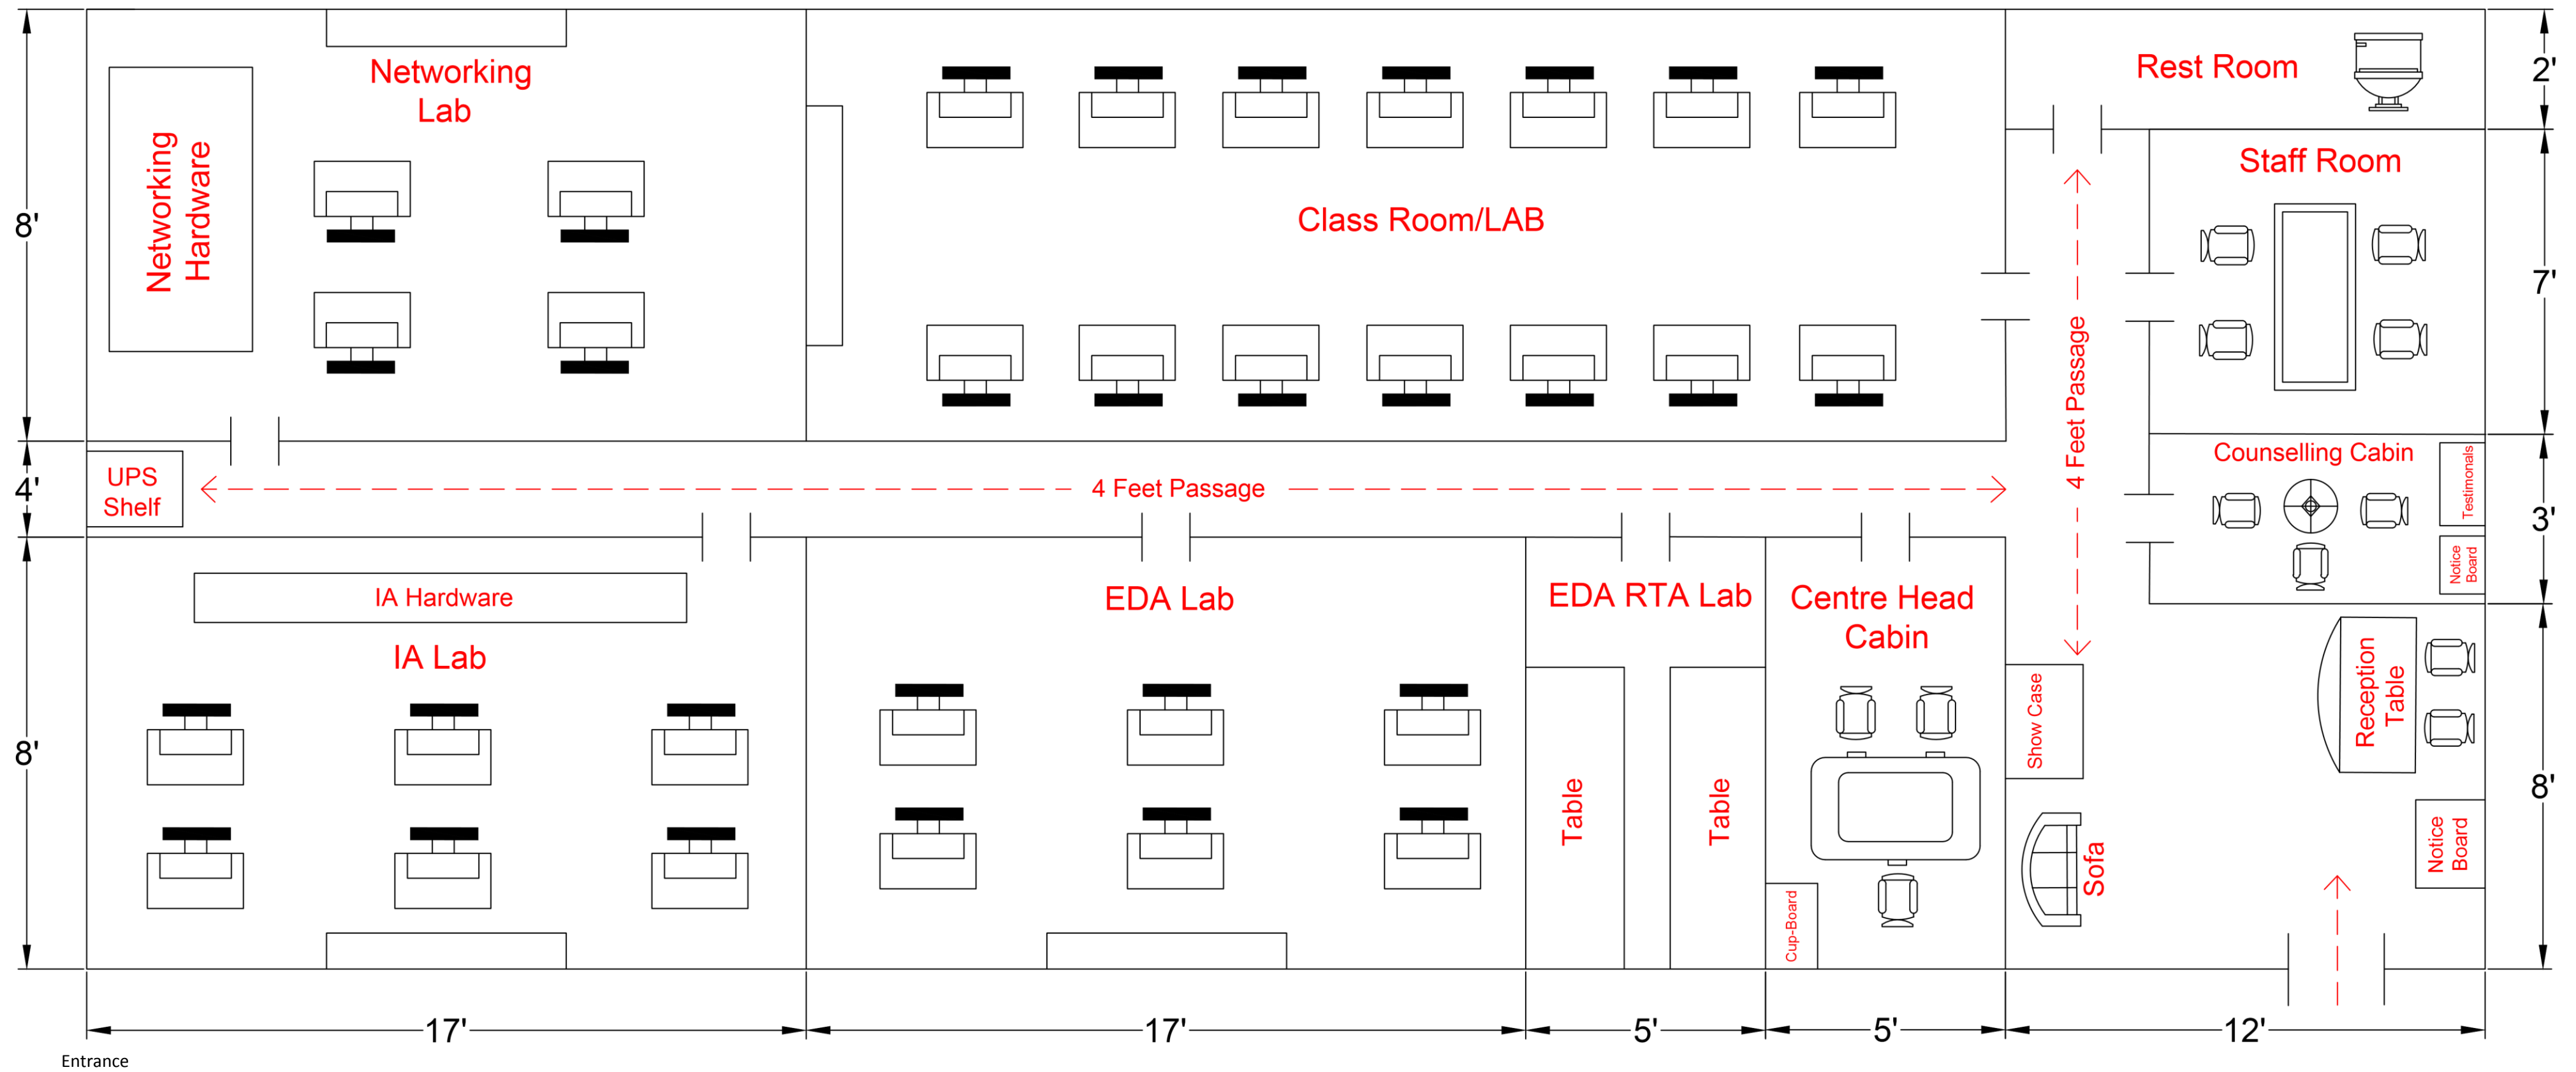 Networking
Lab
Networking
Hardware
Class Room/LAB
Rest Room
Staff Room
2'
8'
7'
4 Feet Passage
Counselling Cabin
Testimonals
Notice
Board
3'
4'
UPS
Shelf
4 Feet Passage
IA Hardware
IA Lab
EDA Lab
EDA RTA Lab
Centre Head
Cabin
Show Case
Reception
Table
8'
8'
Table
Table
Cup-Board
Sofa
Notice
Board
17'
17'
5'
5'
12'
Entrance